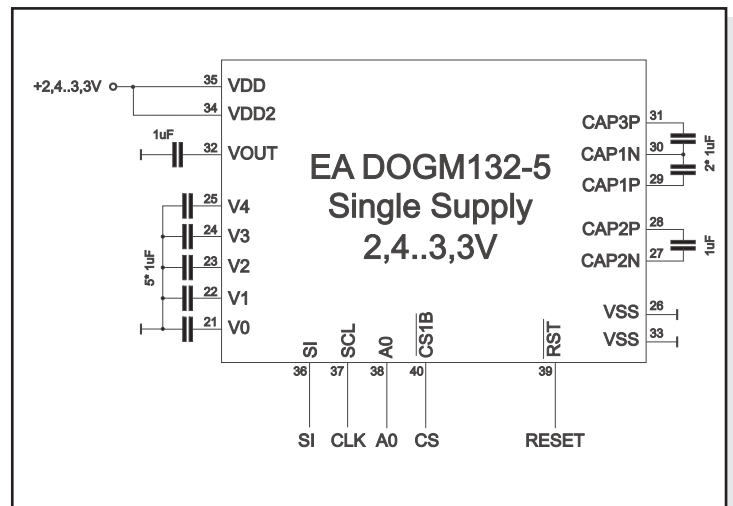 +2,4..3,3V
35 VDD
34 VDD2
1uF
32 VOUT
25 V4
24 V3
5* 1uF
23 V2
22 V1
21 V0
EA DOGM132-5
Single Supply
2,4..3,3V
CAP3P 31
CAP1N 30
2* 1uF
CAP1P 29
CAP2P 28
1uF
CAP2N 27
VSS 26
VSS 33
SI SCL A0 CS1B RST
36 37 38 40 39
SI CLK A0 CS RESET